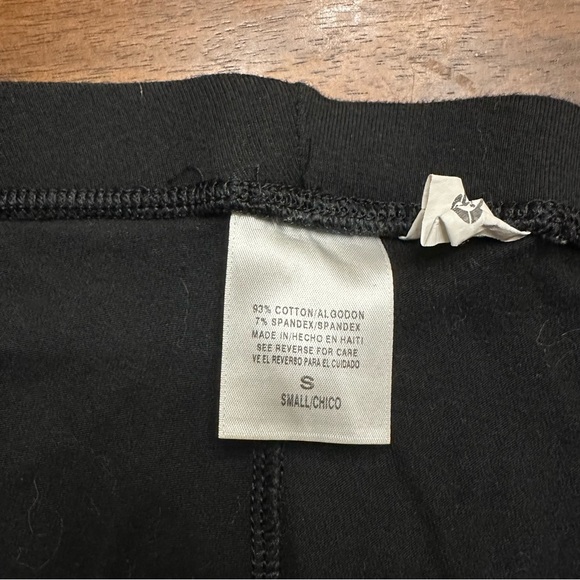 93% COTTON/ALGODON
7% SPANDEX/SPANDEX
MADE IN/HECHO EN HAITI
SEE REVERSE FOR CARE
VE EL REVERSO PARA EL CUIDADO
S
SMALL/CHICO